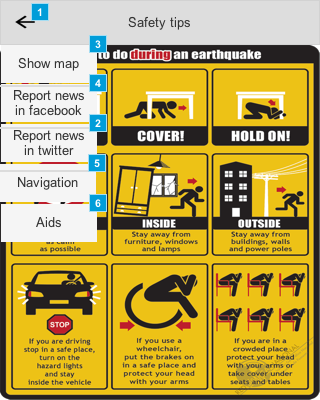 1
Safety tips
3
Show map
to do during an earthquake
4
Report news
in facebook
2
Report news
in twitter
5
Navigation
6
Aids
COVER!
HOLD ON!
as calm
as possible
INSIDE
Stay away from
furniture, windows
and lamps
OUTSIDE
Stay away from
buildings, walls
and power poles
STOP
If you are driving
stop in a safe place,
turn on the
hazard lights
and stay
inside the vehicle
If you use a
wheelchair,
put the brakes on
in a safe place and
protect your head
with your arms
If you are in a
crowded place
protect your head
with your arms
or take cover under
seats and tables